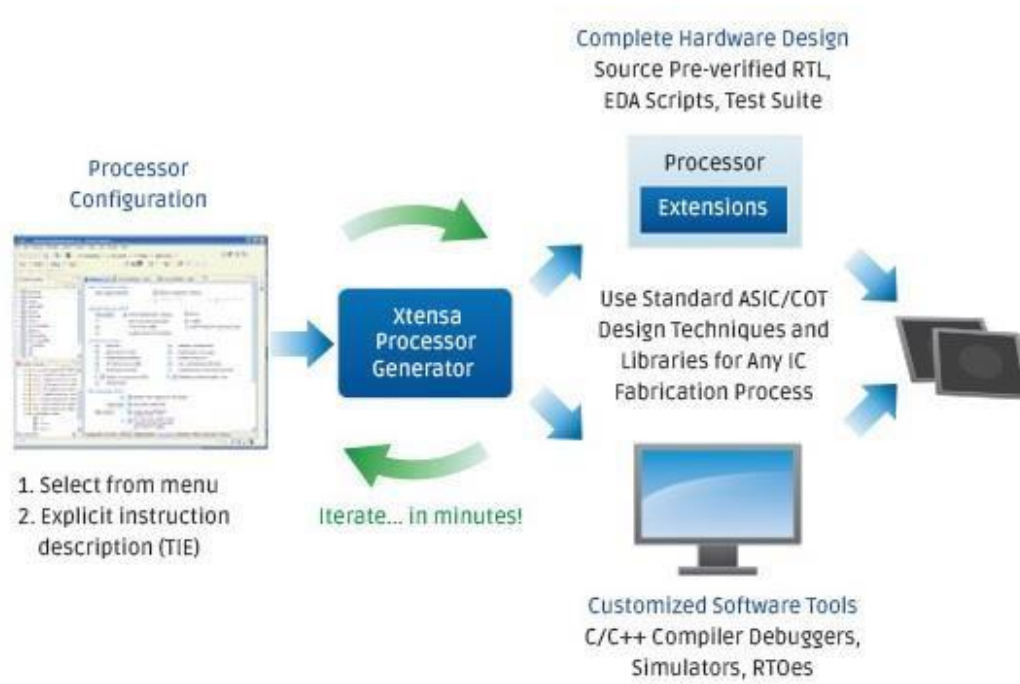 Complete Hardware Design
Source Pre-verified RTL,
EDA Scripts, Test Suite
Processor
Configuration
Processor
Extensions
Xtensa
Processor
Generator
Use Standard ASIC/COT
Design Techniques and
Libraries for Any IC
Fabrication Process
1. Select from menu
2. Explicit instruction
description (TIE)
Iterate... in minutes!
Customized Software Tools
C/C++ Compiler Debuggers,
Simulators, RTOes